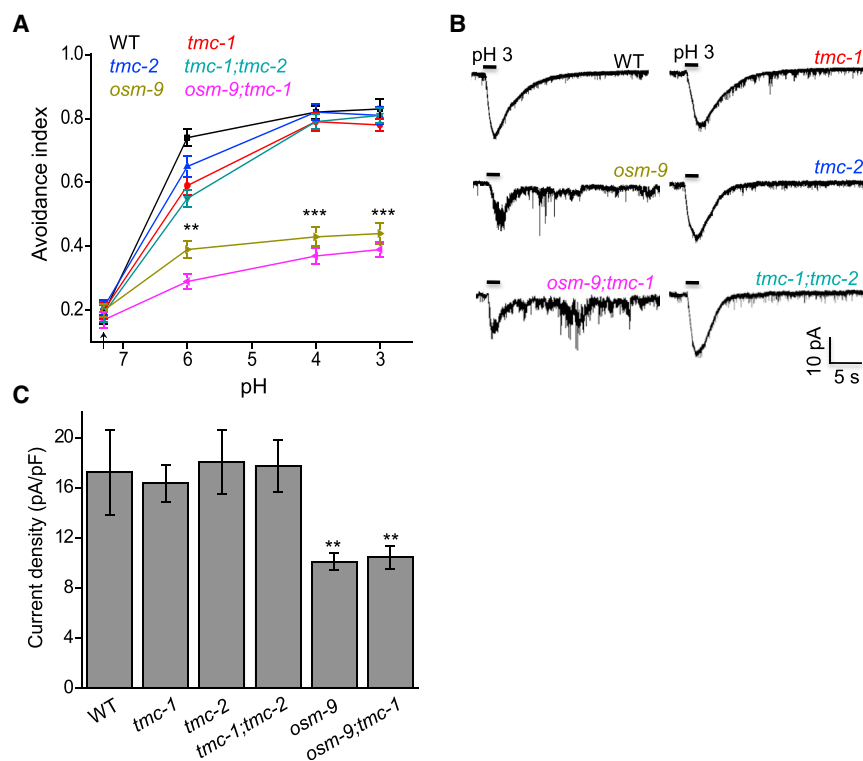 A
WT tmc-1
tmc-2 tmc-1;tmc-2
osm-9 osm-9;tmc-1
1.0
0.8
0.6
0.4
0.2
Avoidance index
** *** ***
7 6 5 4 3
pH
B
pH 3 WT
pH 3 tmc-1
osm-9
tmc-2
osm-9;tmc-1
tmc-1;tmc-2
10 pA
5 s
C
20
16
12
8
4
0
Current density (pA/pF)
** **
WT
tmc-1
tmc-2
tmc-1;tmc-2
osm-9
osm-9;tmc-1